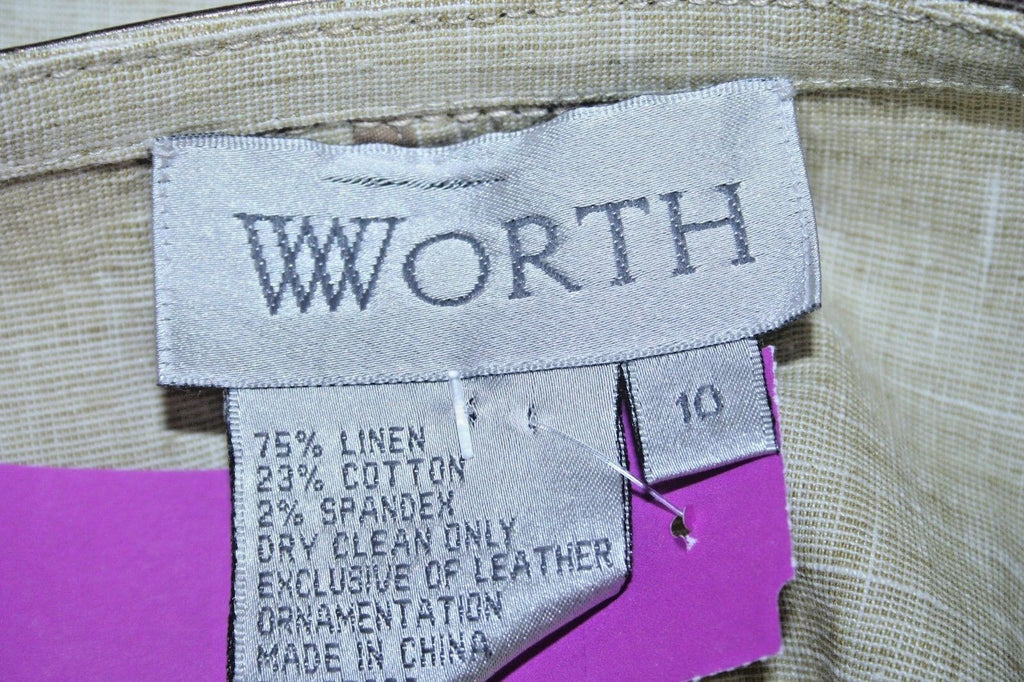 WORTH
10
75% LINEN
23% COTTON
2% SPANDEX
DRY CLEAN ONLY
EXCLUSIVE OF LEATHER
ORNAMENTATION
MADE IN CHINA